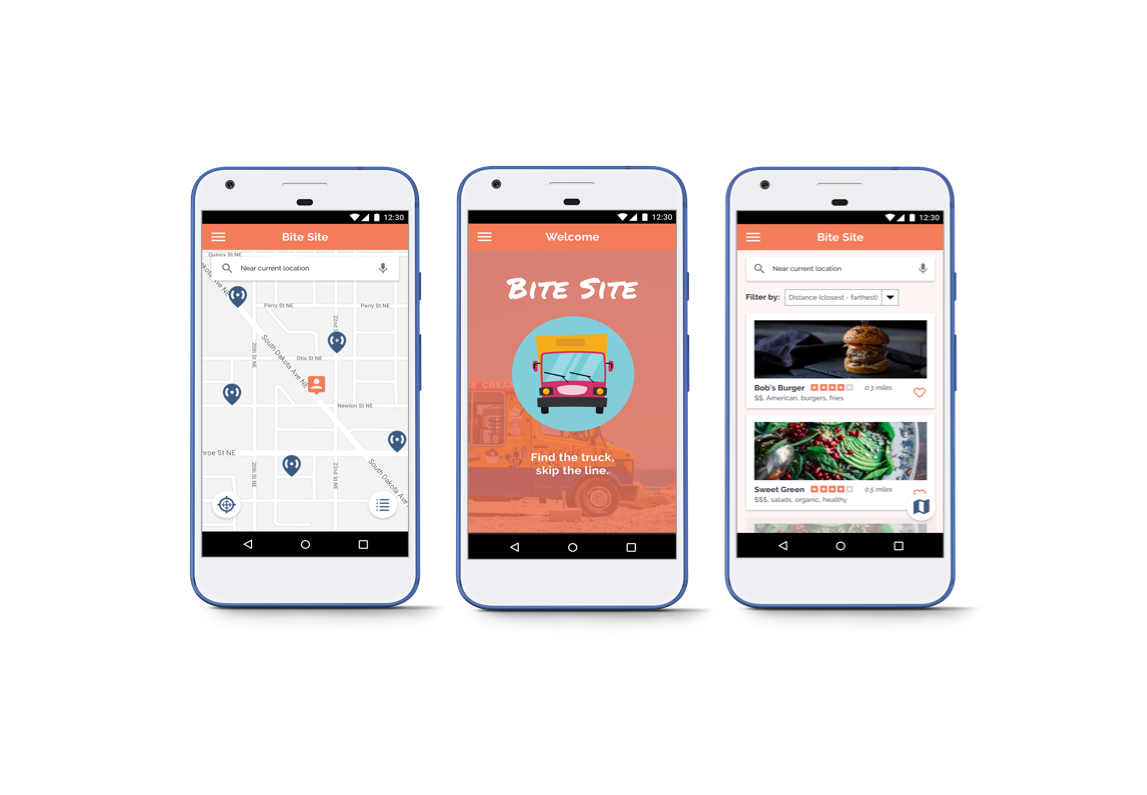 12:30
Bite Site
Quincy St NE
Near current location
Dakota Ave NE
Perry St NE
Perry St NE
22nd St
20th St NE
South Dakota Ave NE
Otis St NE
Newton St NE
nroe St NE
20th St NE
22nd St NE
South Dakota Ave
12:30
Welcome
Bite Site
CREAM
Find the truck,
skip the line.
12:30
Bite Site
Near current location
Filter by: Distance (closest - farthest)
Bob's Burger 0.3 miles
$$, American, burgers, fries
Sweet Green 0.5 miles
$$$, salads, organic, healthy